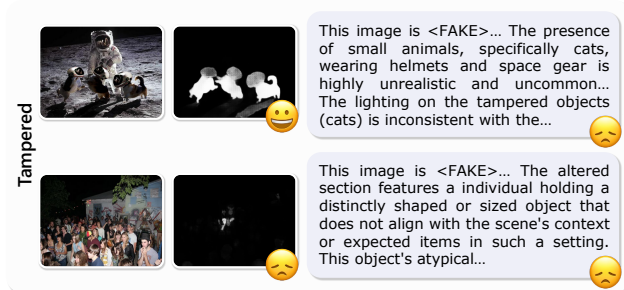 Tampered
This image is <FAKE>... The presence
of small animals, specifically cats,
wearing helmets and space gear is
highly unrealistic and uncommon...
The lighting on the tampered objects
(cats) is inconsistent with the...
This image is <FAKE>... The altered
section features a individual holding a
distinctly shaped or sized object that
does not align with the scene's context
or expected items in such a setting.
This object's atypical...